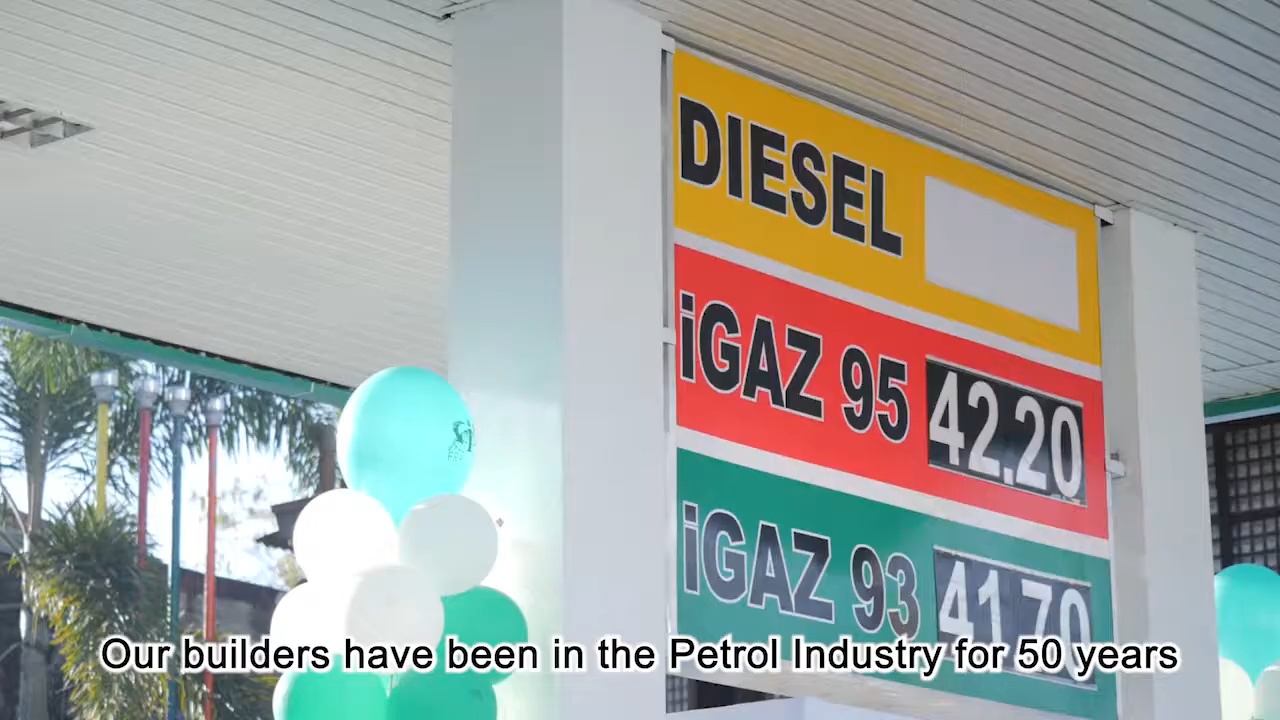 DIESEL
iGAZ 95 42.20
iGAZ 93 41.70
Our builders have been in the Petrol Industry for 50 years